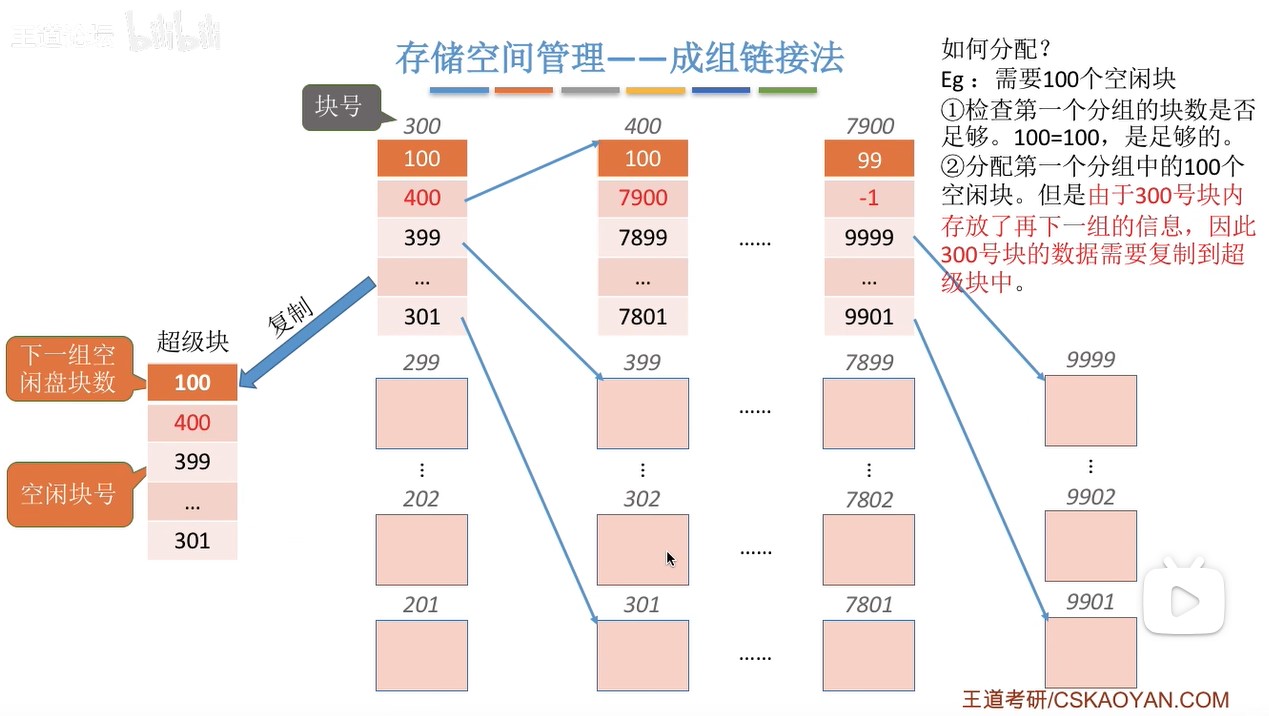 王道论坛 bilibili
存储空间管理——成组链接法
如何分配？
Eg： 需要100个空闲块
①检查第一个分组的块数是否
足够。100=100，是足够的。
②分配第一个分组中的100个
空闲块。但是由于300号块内
存放了再下一组的信息，因此
300号块的数据需要复制到超
级块中。
块号
300 400 7900
100 100 99
400 7900 -1
399 7899 …… 9999
... ... ...
301 7801 9901
复制
超级块
下一组空
闲盘块数
100
400
399
...
301
空闲块号
299 399 7899 9999
……
⋮ ⋮ ⋮ ⋮
202 302 7802 9902
……
201 301 7801 9901
……
王道考研/CSKAOYAN.COM